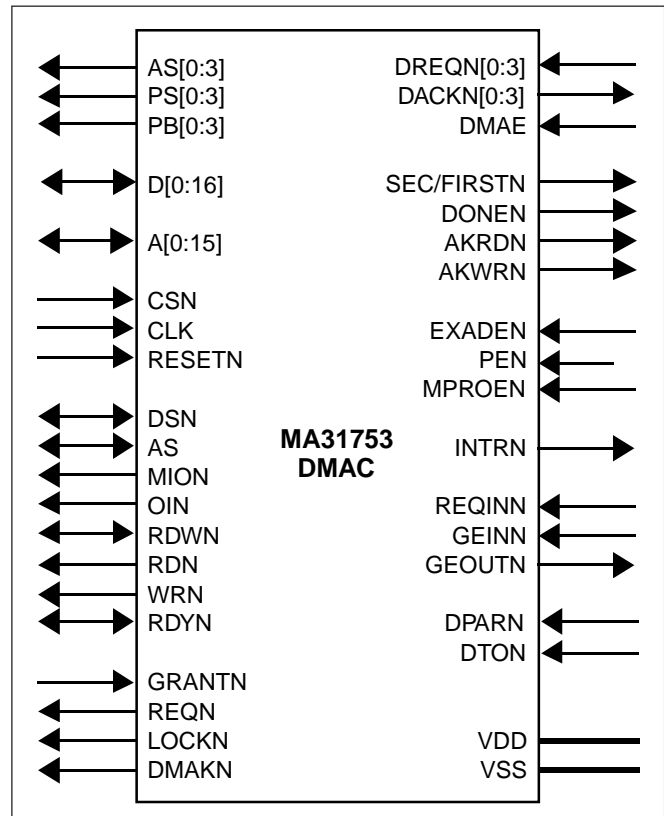 AS[0:3]
PS[0:3]
PB[0:3]
D[0:16]
A[0:15]
CSN
CLK
RESETN
DSN
AS
MION
OIN
RDWN
RDN
WRN
RDYN
GRANTN
REQN
LOCKN
DMAKN
MA31753
DMAC
DREQN[0:3]
DACKN[0:3]
DMAE
SEC/FIRSTN
DONEN
AKRDN
AKWRN
EXADEN
PEN
MPROEN
INTRN
REQINN
GEINN
GEOUTN
DPARN
DTON
VDD
VSS